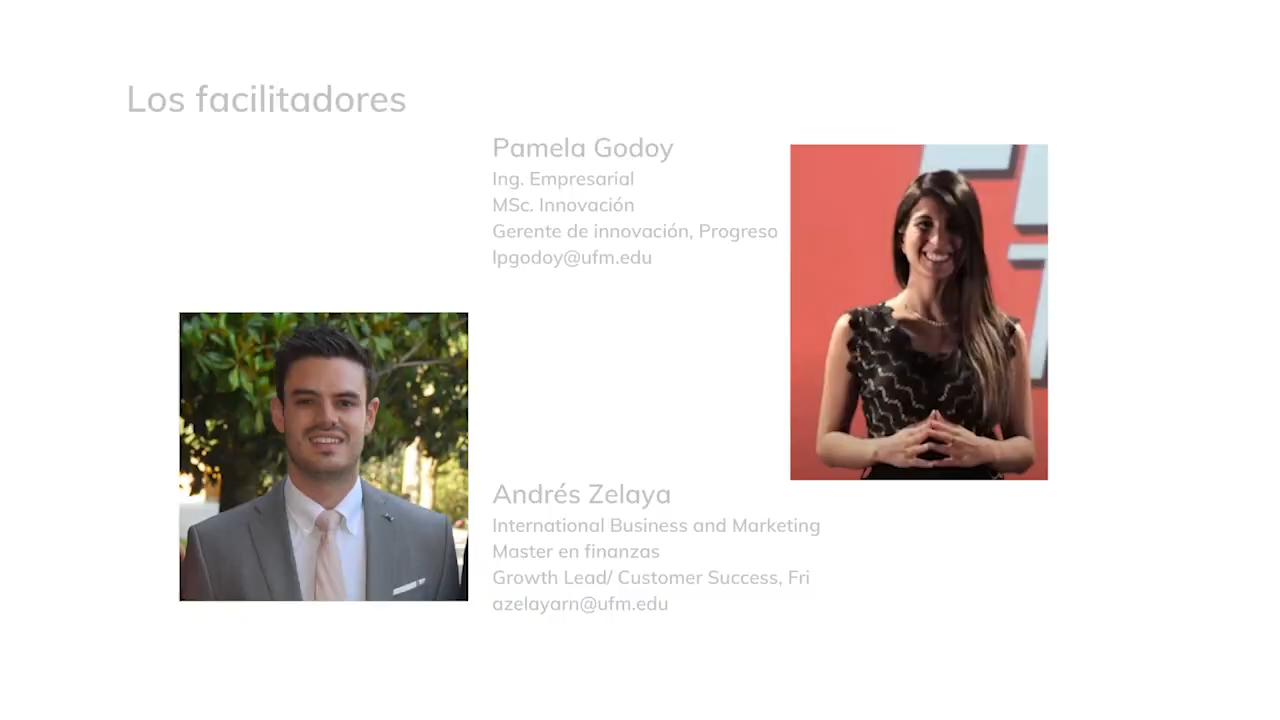 Los facilitadores
Pamela Godoy
Ing. Empresarial
MSc. Innovación
Gerente de innovación, Progreso
lpgodoy@ufm.edu
Andrés Zelaya
International Business and Marketing
Master en finanzas
Growth Lead/ Customer Success, Fri
azelayarn@ufm.edu